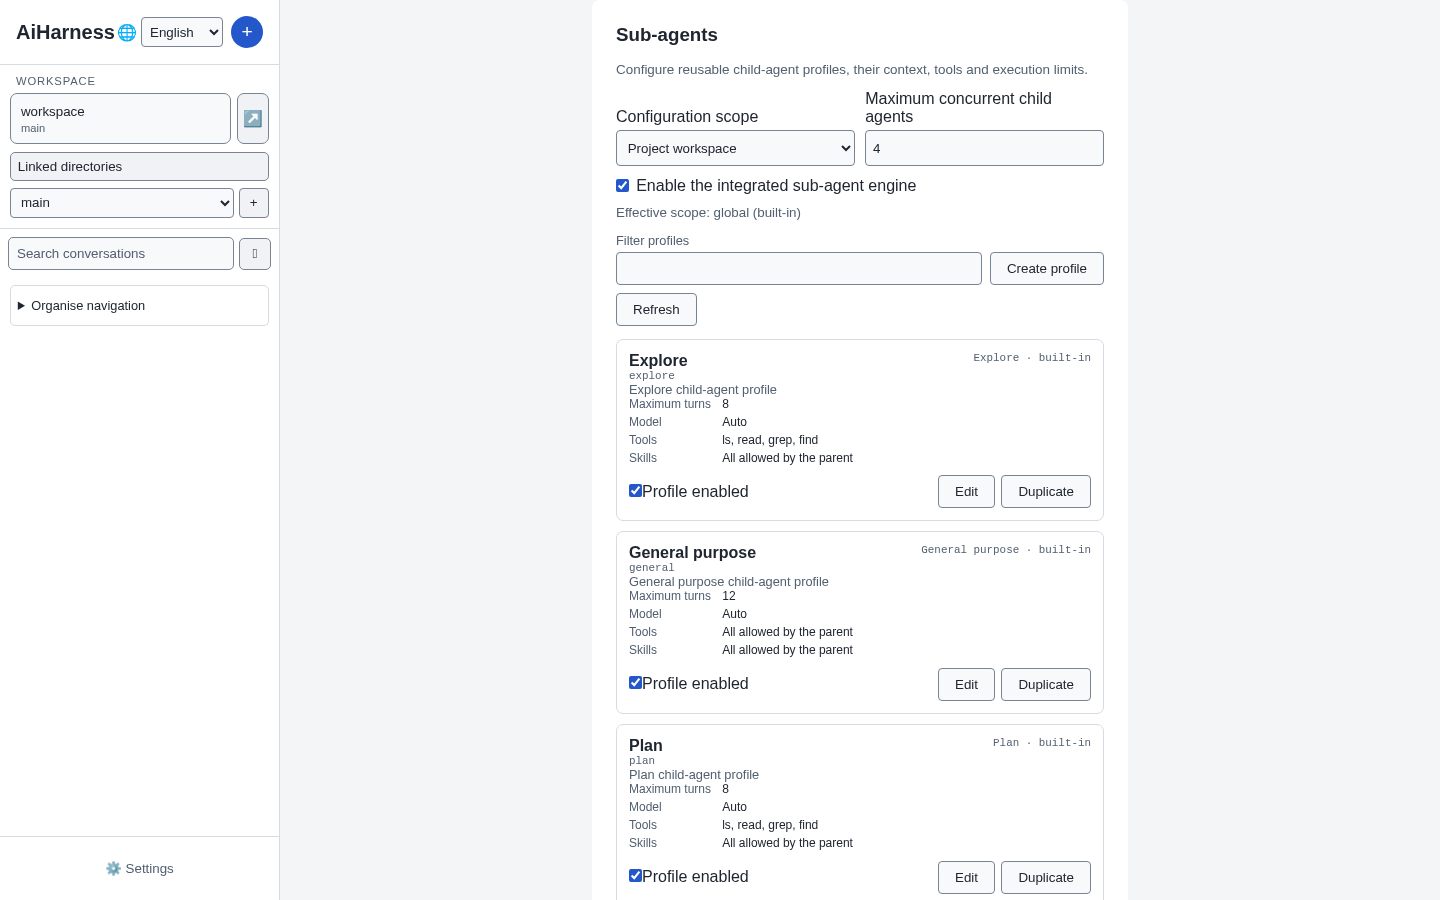 AiHarness
English
+
WORKSPACE
workspace
main
Linked directories
main
+
Search conversations
Organise navigation
Settings
Sub-agents
Configure reusable child-agent profiles, their context, tools and execution limits.
Configuration scope
Maximum concurrent child
agents
Project workspace
4
Enable the integrated sub-agent engine
Effective scope: global (built-in)
Filter profiles
Create profile
Refresh
Explore
Explore · built-in
explore
Explore child-agent profile
Maximum turns 8
Model Auto
Tools ls, read, grep, find
Skills All allowed by the parent
Profile enabled
Edit
Duplicate
General purpose
General purpose · built-in
general
General purpose child-agent profile
Maximum turns 12
Model Auto
Tools All allowed by the parent
Skills All allowed by the parent
Profile enabled
Edit
Duplicate
Plan
Plan · built-in
plan
Plan child-agent profile
Maximum turns 8
Model Auto
Tools ls, read, grep, find
Skills All allowed by the parent
Profile enabled
Edit
Duplicate